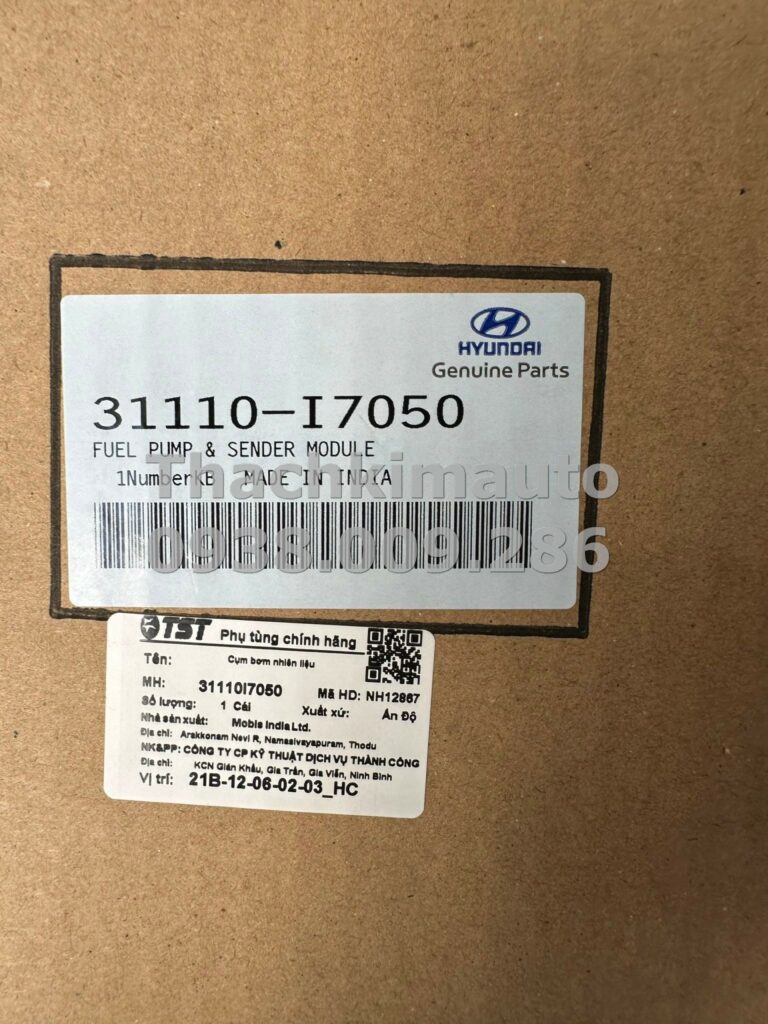 HYUNDAI
Genuine Parts
31110-I7050
FUEL PUMP & SENDER MODULE
1NumberKB MADE IN INDIA
Thachkimauto
0938.009.286
TST Phụ tùng chính hãng
Tên: Cụm bơm nhiên liệu
MH: 31110I7050 Mã HD: NH12867
Số lượng: 1 Cái Xuất xứ: Ấn Độ
Nhà sản xuất: Mobis India Ltd.
Địa chỉ: Arakkonam Nevi R, Namasivayapuram, Thodu
NK&PP: CÔNG TY CP KỸ THUẬT DỊCH VỤ THÀNH CÔNG
Địa chỉ: KCN Gián Khẩu, Gia Trấn, Gia Viễn, Ninh Bình
Vị trí: 21B-12-06-02-03_HC